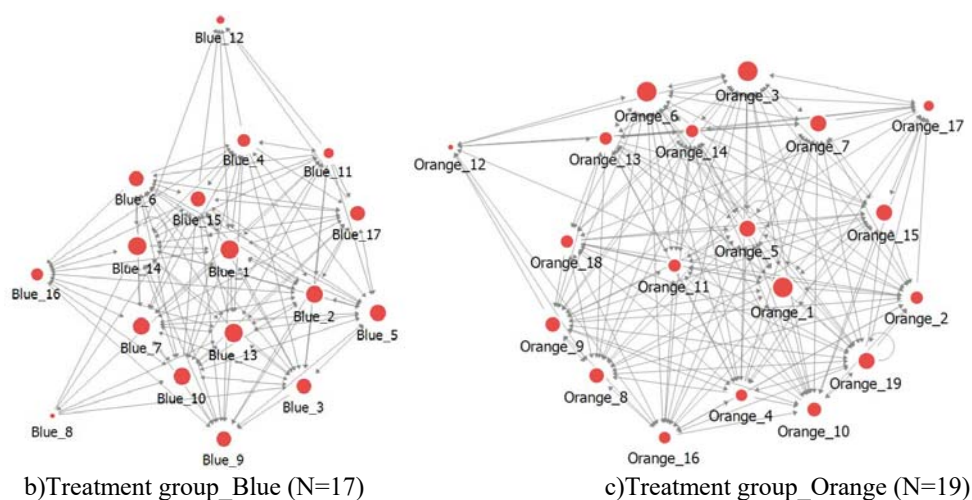 Blue_12
Blue_4
Blue_11
Blue_6
Blue_15
Blue_17
Blue_14
Blue_1
Blue_16
Blue_2
Blue_5
Blue_7
Blue_13
Blue_10
Blue_3
Blue_8
Blue_9
b)Treatment group_Blue (N=17)
Orange_3
Orange_6
Orange_17
Orange_7
Orange_14
Orange_13
Orange_12
Orange_15
Orange_5
Orange_18
Orange_11
Orange_1
Orange_2
Orange_9
Orange_19
Orange_8
Orange_4
Orange_10
Orange_16
c)Treatment group_Orange (N=19)